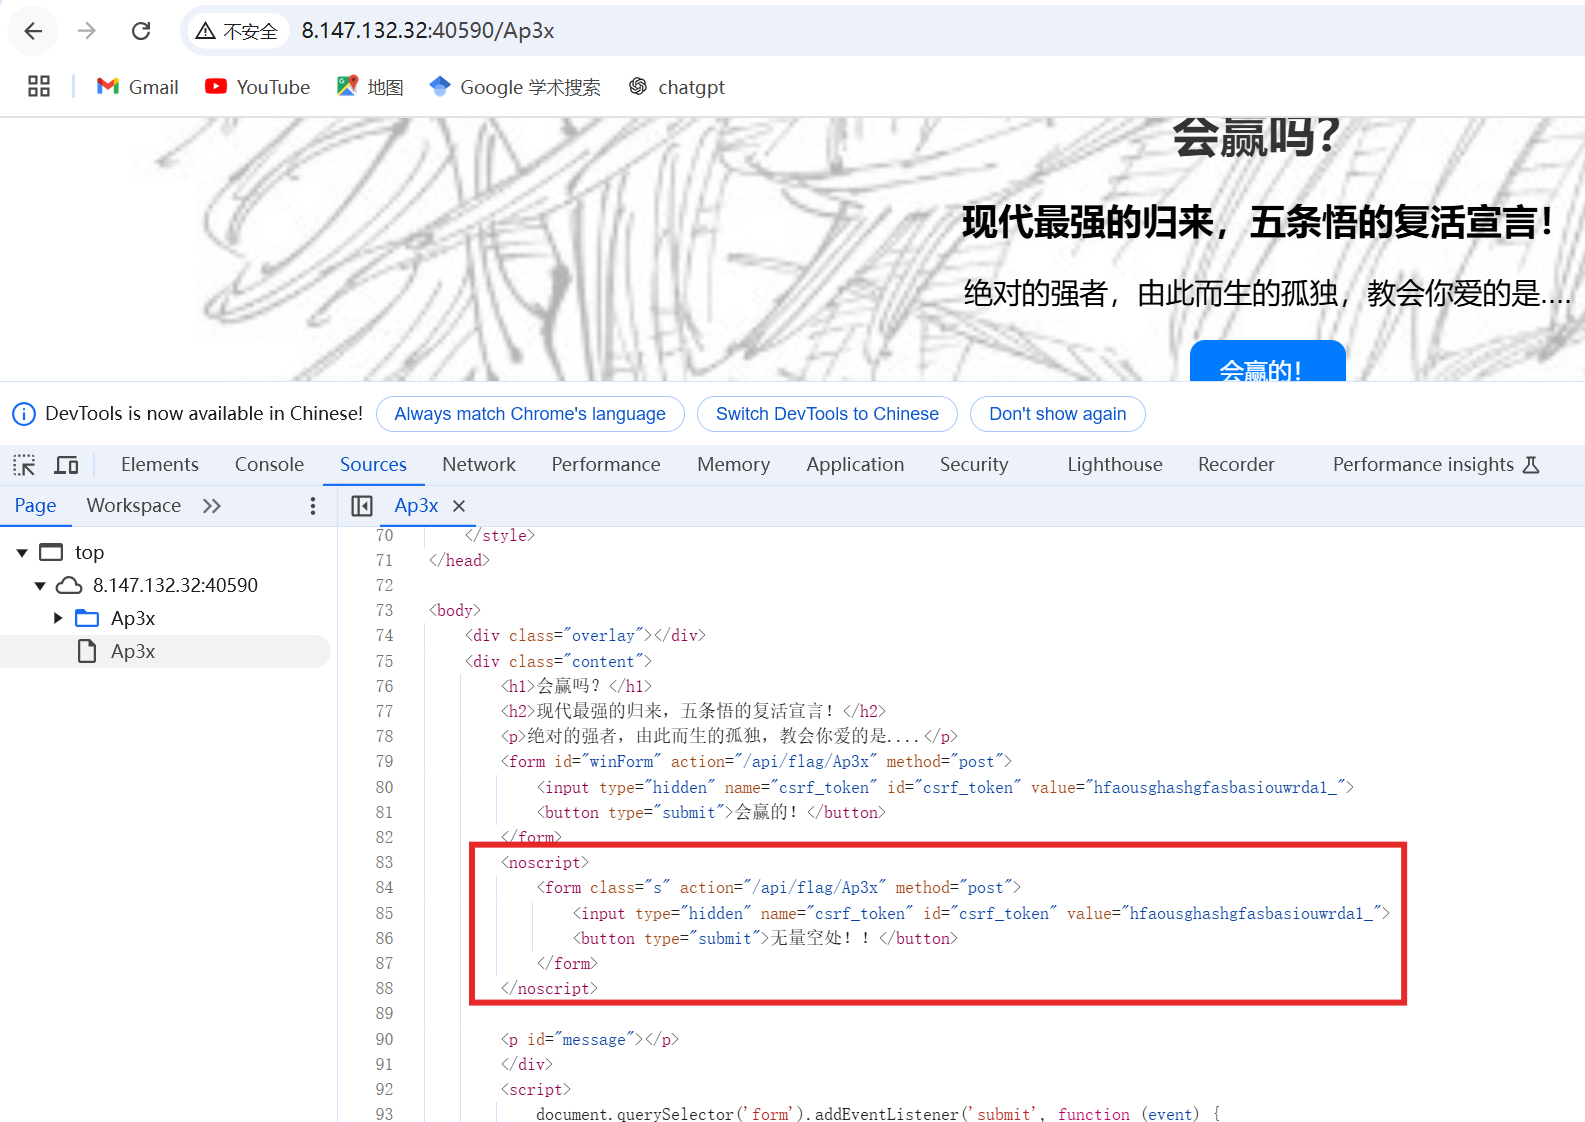 不安全 8.147.132.32:40590/Ap3x
Gmail YouTube 地图 Google 学术搜索 chatgpt
会赢吗？
现代最强的归来，五条悟的复活宣言！
绝对的强者，由此而生的孤独，教会你爱的是....
会赢的！
DevTools is now available in Chinese! Always match Chrome's language Switch DevTools to Chinese Don't show again
Elements Console Sources Network Performance Memory Application Security Lighthouse Recorder Performance insights
Page Workspace Ap3x
top
8.147.132.32:40590
Ap3x
Ap3x
70 </style>
71 </head>
72
73 <body>
74 <div class="overlay"></div>
75 <div class="content">
76 <h1>会赢吗？</h1>
77 <h2>现代最强的归来，五条悟的复活宣言！</h2>
78 <p>绝对的强者，由此而生的孤独，教会你爱的是....</p>
79 <form id="winForm" action="/api/flag/Ap3x" method="post">
80 <input type="hidden" name="csrf_token" id="csrf_token" value="hfaousghashgfasbasiouwrda1_">
81 <button type="submit">会赢的！</button>
82 </form>
83 <noscript>
84 <form class="s" action="/api/flag/Ap3x" method="post">
85 <input type="hidden" name="csrf_token" id="csrf_token" value="hfaousghashgfasbasiouwrda1_">
86 <button type="submit">无量空处！！</button>
87 </form>
88 </noscript>
89
90 <p id="message"></p>
91 </div>
92 <script>
93 document.querySelector('form').addEventListener('submit', function (event) {